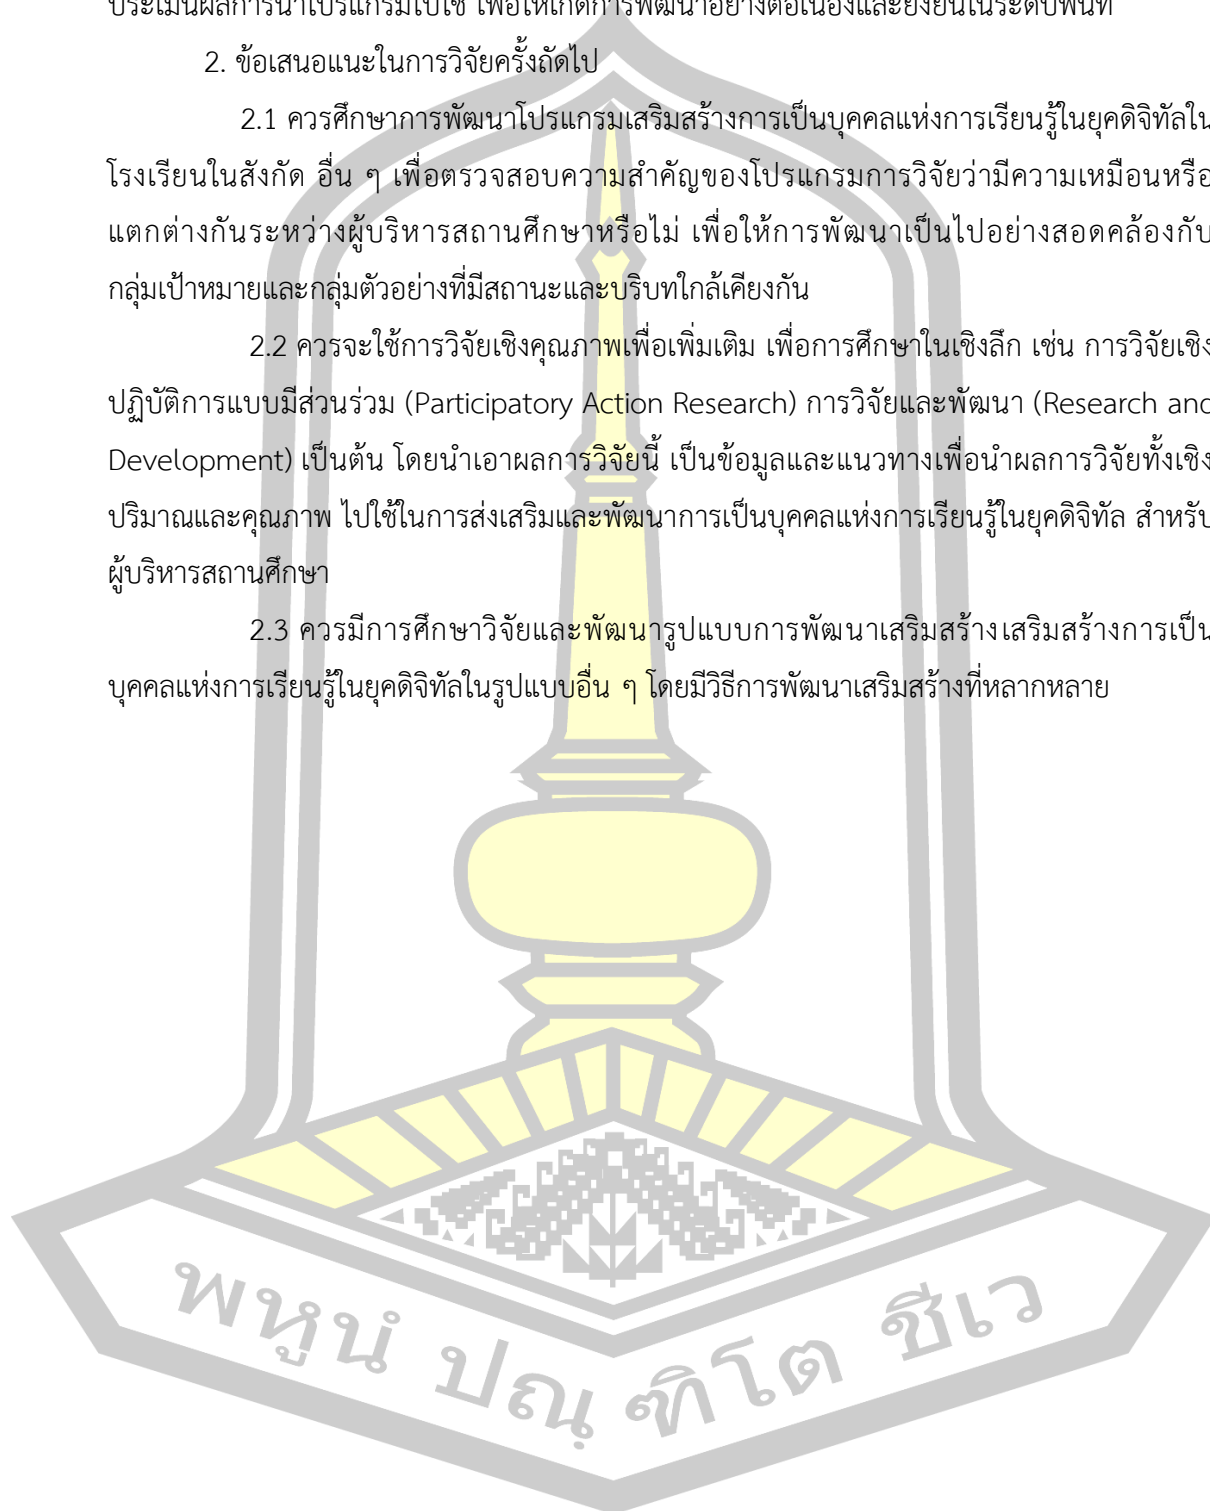 ประเมินผลการนำโปรแกรมไปใช้ เพื่อให้เกิดการพัฒนาอย่างต่อเนื่องและยั่งยืนในระดับพื้นที่
2. ข้อเสนอแนะในการวิจัยครั้งถัดไป
2.1 ควรศึกษาการพัฒนาโปรแกรมเสริมสร้างการเป็นบุคคลแห่งการเรียนรู้ในยุคดิจิทัลใน
โรงเรียนในสังกัด อื่น ๆ เพื่อตรวจสอบความสำคัญของโปรแกรมการวิจัยว่ามีความเหมือนหรือ
แตกต่างกันระหว่างผู้บริหารสถานศึกษาหรือไม่ เพื่อให้การพัฒนาเป็นไปอย่างสอดคล้องกับ
กลุ่มเป้าหมายและกลุ่มตัวอย่างที่มีสถานะและบริบทใกล้เคียงกัน
2.2 ควรจะใช้การวิจัยเชิงคุณภาพเพื่อเพิ่มเติม เพื่อการศึกษาในเชิงลึก เช่น การวิจัยเชิง
ปฏิบัติการแบบมีส่วนร่วม (Participatory Action Research) การวิจัยและพัฒนา (Research and
Development) เป็นต้น โดยนำเอาผลการวิจัยนี้ เป็นข้อมูลและแนวทางเพื่อนำผลการวิจัยทั้งเชิง
ปริมาณและคุณภาพ ไปใช้ในการส่งเสริมและพัฒนาการเป็นบุคคลแห่งการเรียนรู้ในยุคดิจิทัล สำหรับ
ผู้บริหารสถานศึกษา
2.3 ควรมีการศึกษาวิจัยและพัฒนารูปแบบการพัฒนาเสริมสร้างเสริมสร้างการเป็น
บุคคลแห่งการเรียนรู้ในยุคดิจิทัลในรูปแบบอื่น ๆ โดยมีวิธีการพัฒนาเสริมสร้างที่หลากหลาย
พหูนํ ปณฺฑิโต ชีเว